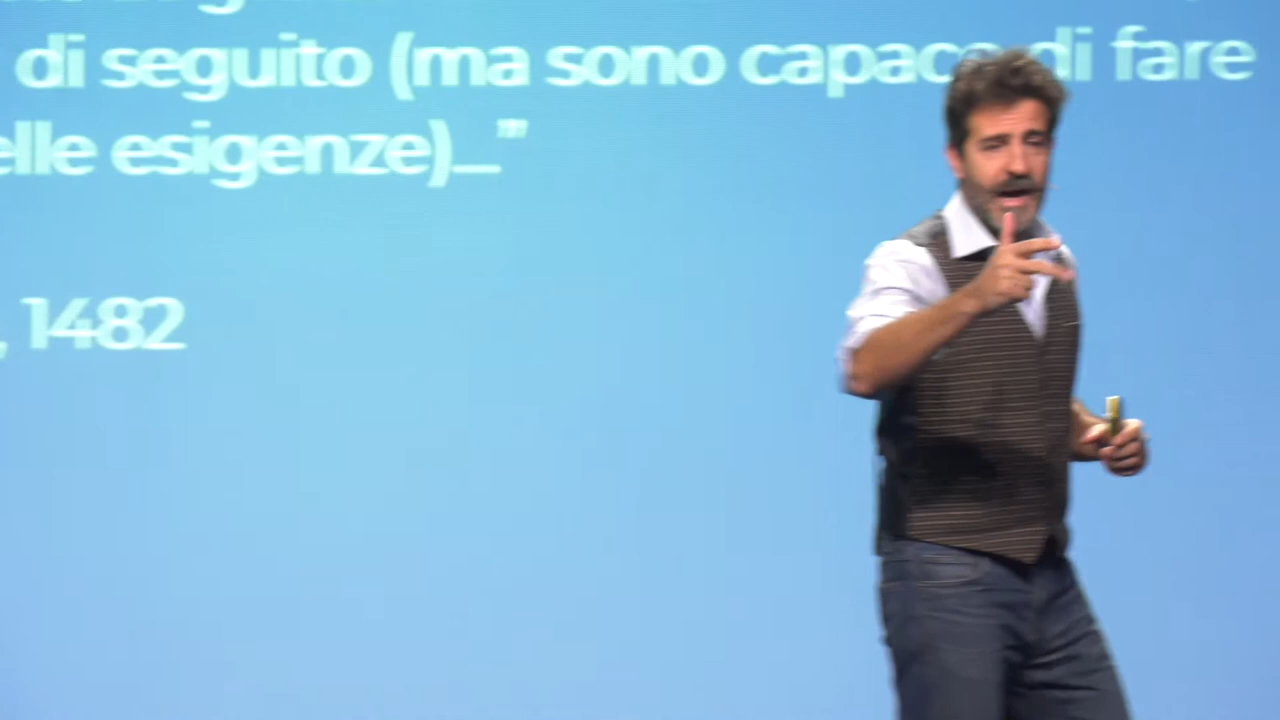 di seguito (ma sono capace di fare
elle esigenze)..."
, 1482